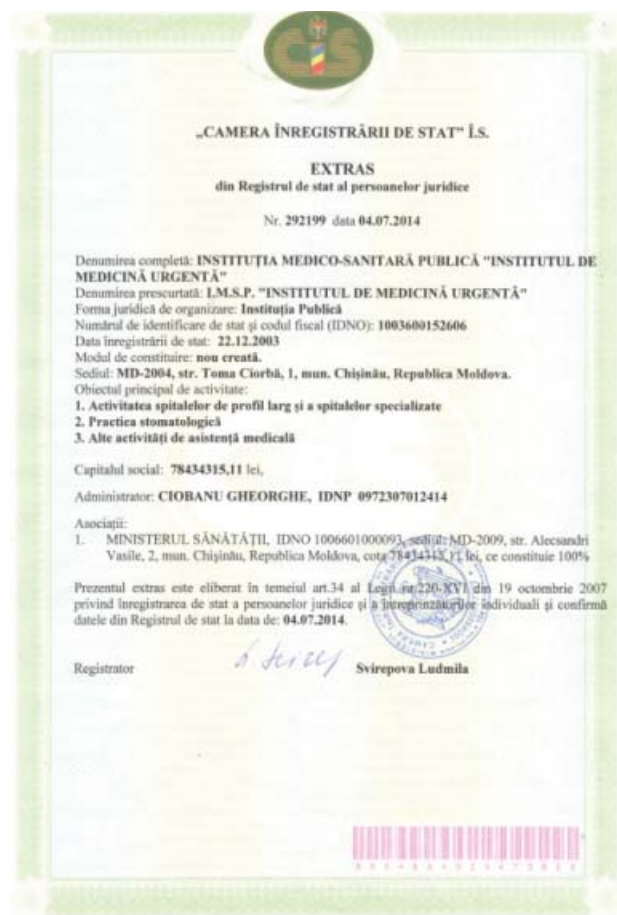 CIS
„CAMERA ÎNREGISTRĂRII DE STAT" Î.S.
EXTRAS
din Registrul de stat al persoanelor juridice
Nr. 292199 data 04.07.2014
Denumirea completă: INSTITUŢIA MEDICO-SANITARĂ PUBLICĂ "INSTITUTUL DE
MEDICINĂ URGENTĂ"
Denumirea prescurtată: I.M.S.P. "INSTITUTUL DE MEDICINĂ URGENTĂ"
Forma juridică de organizare: Instituţia Publică
Numărul de identificare de stat şi codul fiscal (IDNO): 1003600152606
Data înregistrării de stat: 22.12.2003
Modul de constituire: nou creată.
Sediul: MD-2004, str. Toma Ciorbă, 1, mun. Chişinău, Republica Moldova.
Obiectul principal de activitate:
1. Activitatea spitalelor de profil larg şi a spitalelor specializate
2. Practica stomatologică
3. Alte activităţi de asistenţă medicală
Capitalul social: 78434315,11 lei,
Administrator: CIOBANU GHEORGHE, IDNP 0972307012414
Asociaţii:
1. MINISTERUL SĂNĂTĂŢII, IDNO 1006601000093, sediul: MD-2009, str. Alecsandri
Vasile, 2, mun. Chişinău, Republica Moldova, cota 78434315,11 lei, ce constituie 100%
Prezentul extras este eliberat în temeiul art.34 al Legii nr.220-XVI din 19 octombrie 2007
privind înregistrarea de stat a persoanelor juridice şi a întreprinzătorilor individuali şi confirmă
datele din Registrul de stat la data de: 04.07.2014.
Registrator Svirepova Ludmila